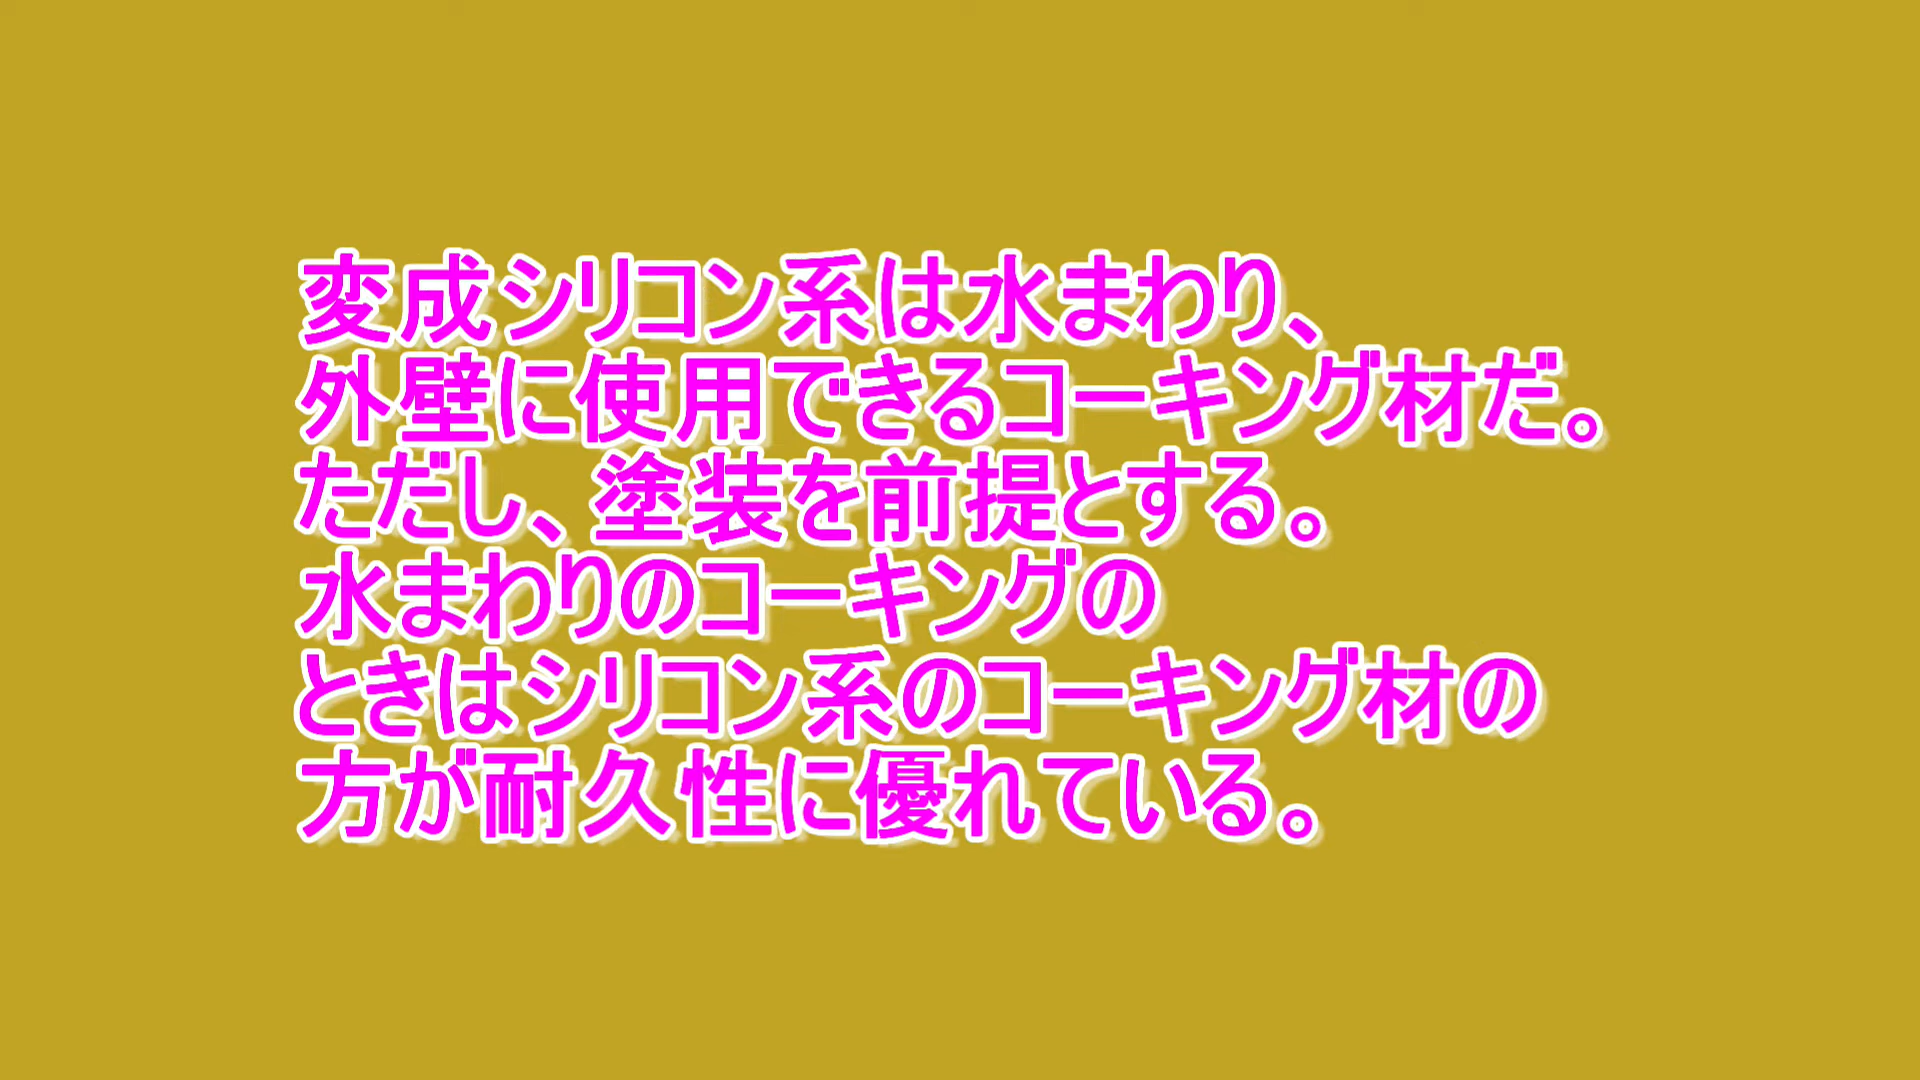 変成シリコン系は水まわり、
外壁に使用できるコーキング材だ。
ただし、塗装を前提とする。
水まわりのコーキングの
ときはシリコン系のコーキング材の
方が耐久性に優れている。